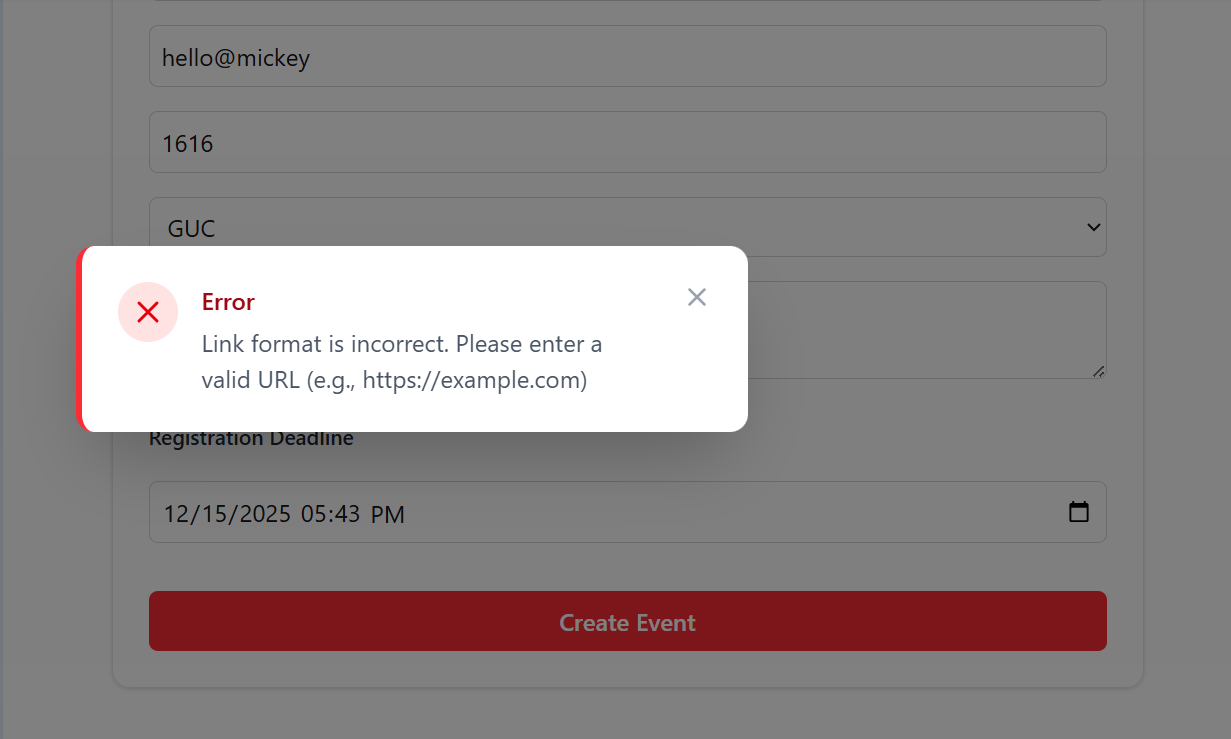 hello@mickey
1616
GUC
Error
Link format is incorrect. Please enter a
valid URL (e.g., https://example.com)
Registration Deadline
12/15/2025 05:43 PM
Create Event